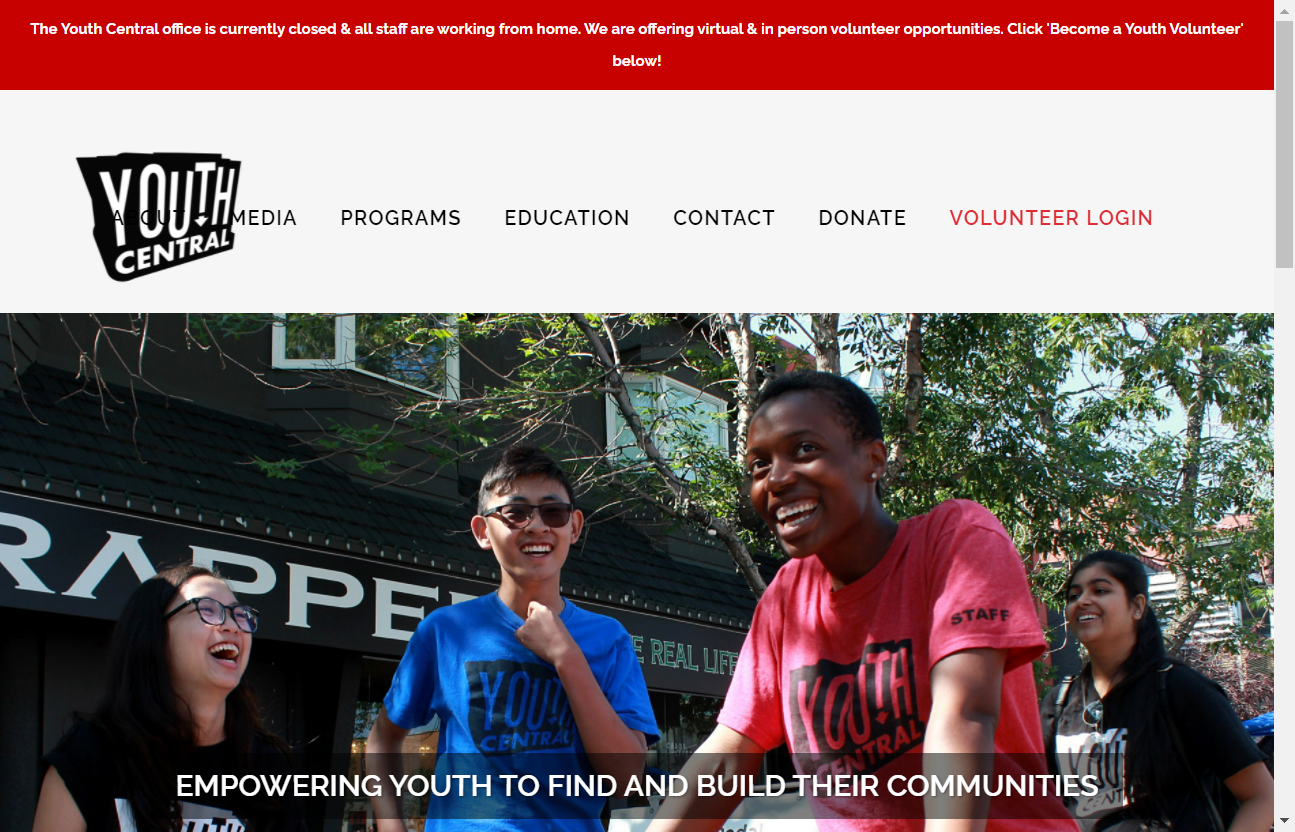 The Youth Central office is currently closed & all staff are working from home. We are offering virtual & in person volunteer opportunities. Click 'Become a Youth Volunteer'
below!
YOUTH
CENTRAL
ABOUT MEDIA PROGRAMS EDUCATION CONTACT DONATE VOLUNTEER LOGIN
RAPPE
E REAL LIFE
STAFF
YOUTH
CENTRAL
YOUTH
CENTRAL
EMPOWERING YOUTH TO FIND AND BUILD THEIR COMMUNITIES
YOUTH